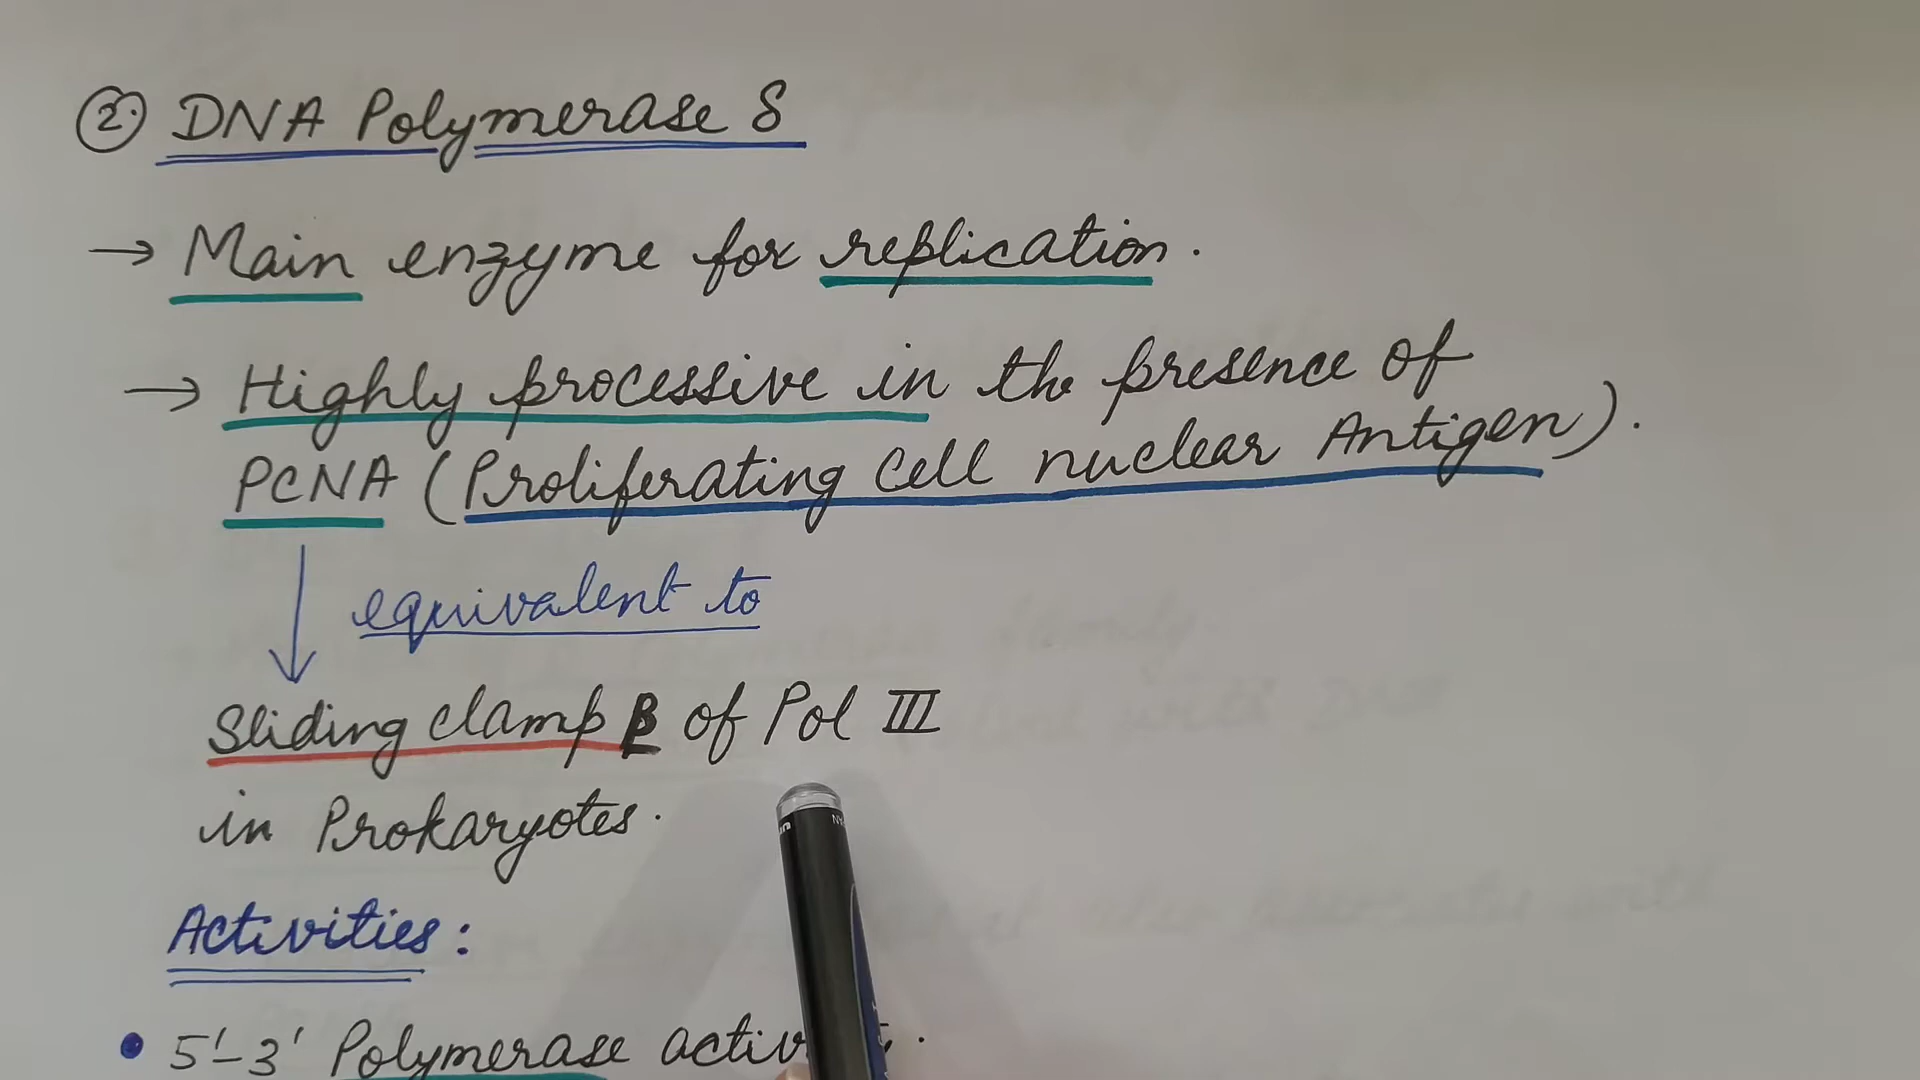 2. DNA Polymerase δ
→ Main enzyme for replication.
→ Highly processive in the presence of
PCNA (Proliferating Cell nuclear Antigen).
equivalent to
Sliding clamp β of Pol III
in Prokaryotes.
Activities:
• 5'-3' Polymerase